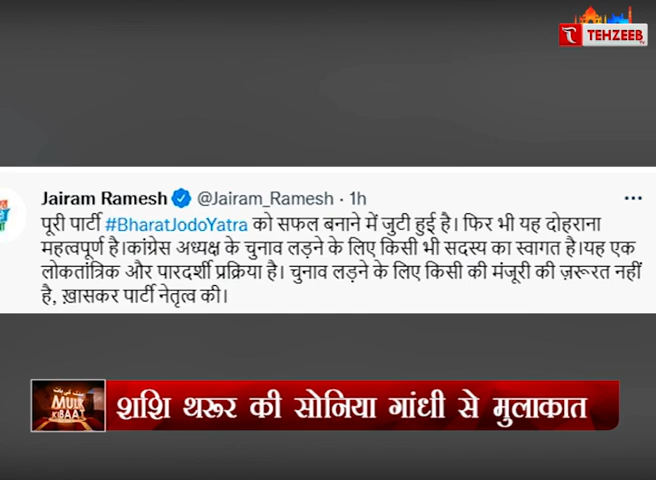 TEHZEEB
TV
Jairam Ramesh @Jairam_Ramesh · 1h
पूरी पार्टी #BharatJodoYatra को सफल बनाने में जुटी हुई है। फिर भी यह दोहराना
महत्वपूर्ण है।कांग्रेस अध्यक्ष के चुनाव लड़ने के लिए किसी भी सदस्य का स्वागत है।यह एक
लोकतांत्रिक और पारदर्शी प्रक्रिया है। चुनाव लड़ने के लिए किसी की मंजूरी की ज़रूरत नहीं
है, ख़ासकर पार्टी नेतृत्व की।
MULK
KI BAAT
शशि थरूर की सोनिया गांधी से मुलाकात